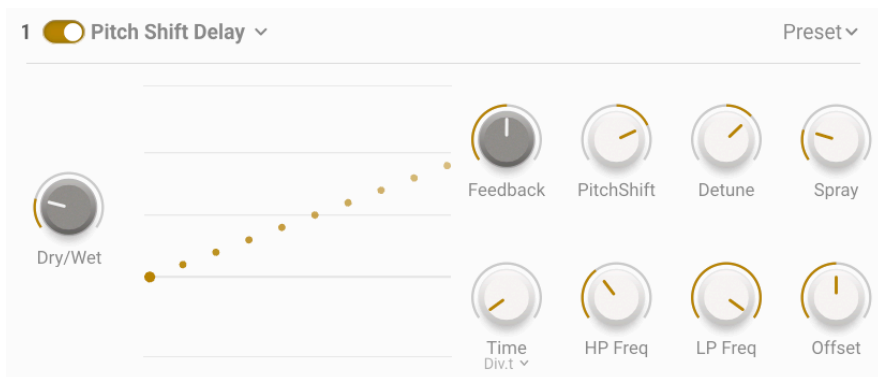 1 Pitch Shift Delay
Preset
Feedback PitchShift Detune Spray
Dry/Wet
Time HP Freq LP Freq Offset
Div.t